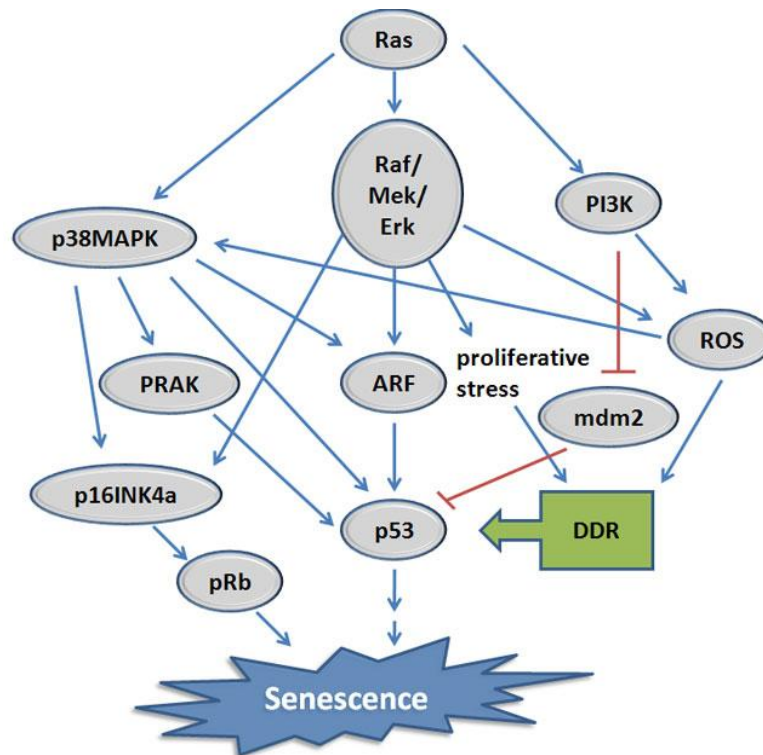 Ras
Raf/
Mek/
Erk
PI3K
p38MAPK
ROS
proliferative
stress
PRAK
ARF
mdm2
p16INK4a
p53
DDR
pRb
Senescence